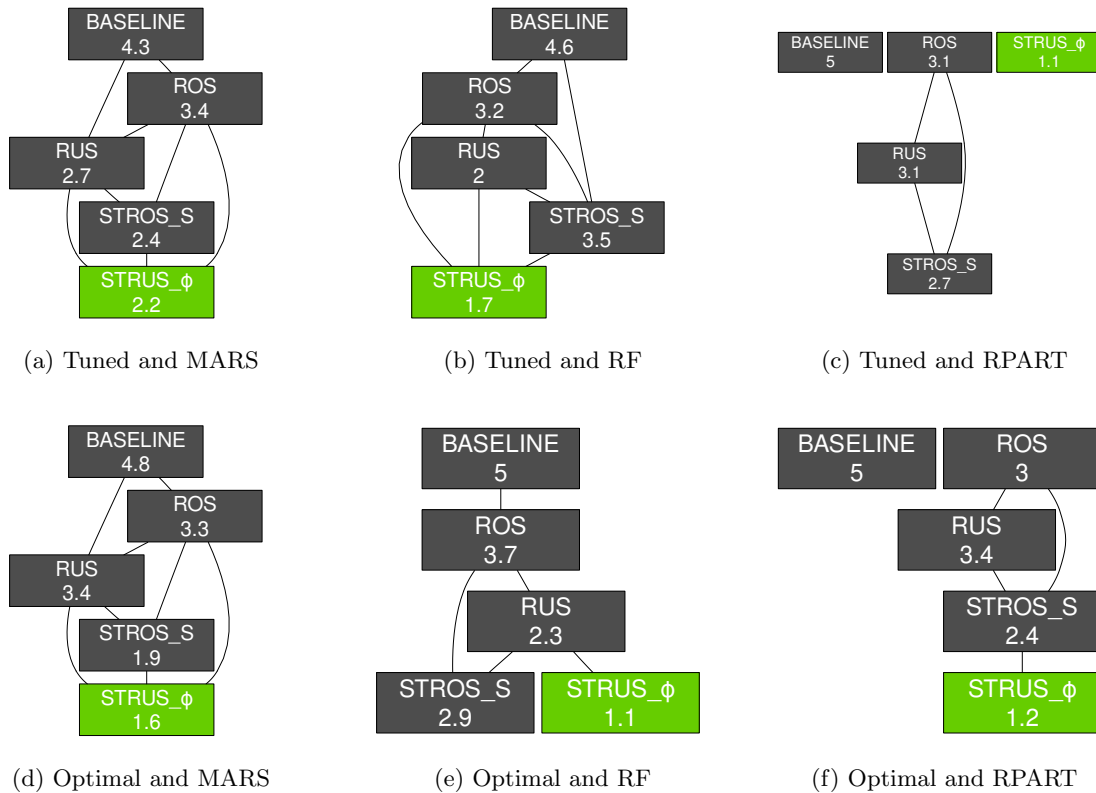 BASELINE
4.3
ROS
3.4
RUS
2.7
STROS_S
2.4
STRUS_ϕ
2.2
(a) Tuned and MARS
BASELINE
4.6
ROS
3.2
RUS
2
STROS_S
3.5
STRUS_ϕ
1.7
(b) Tuned and RF
BASELINE
5
ROS
3.1
STRUS_ϕ
1.1
RUS
3.1
STROS_S
2.7
(c) Tuned and RPART
BASELINE
4.8
ROS
3.3
RUS
3.4
STROS_S
1.9
STRUS_ϕ
1.6
(d) Optimal and MARS
BASELINE
5
ROS
3.7
RUS
2.3
STROS_S
2.9
STRUS_ϕ
1.1
(e) Optimal and RF
BASELINE
5
ROS
3
RUS
3.4
STROS_S
2.4
STRUS_ϕ
1.2
(f) Optimal and RPART